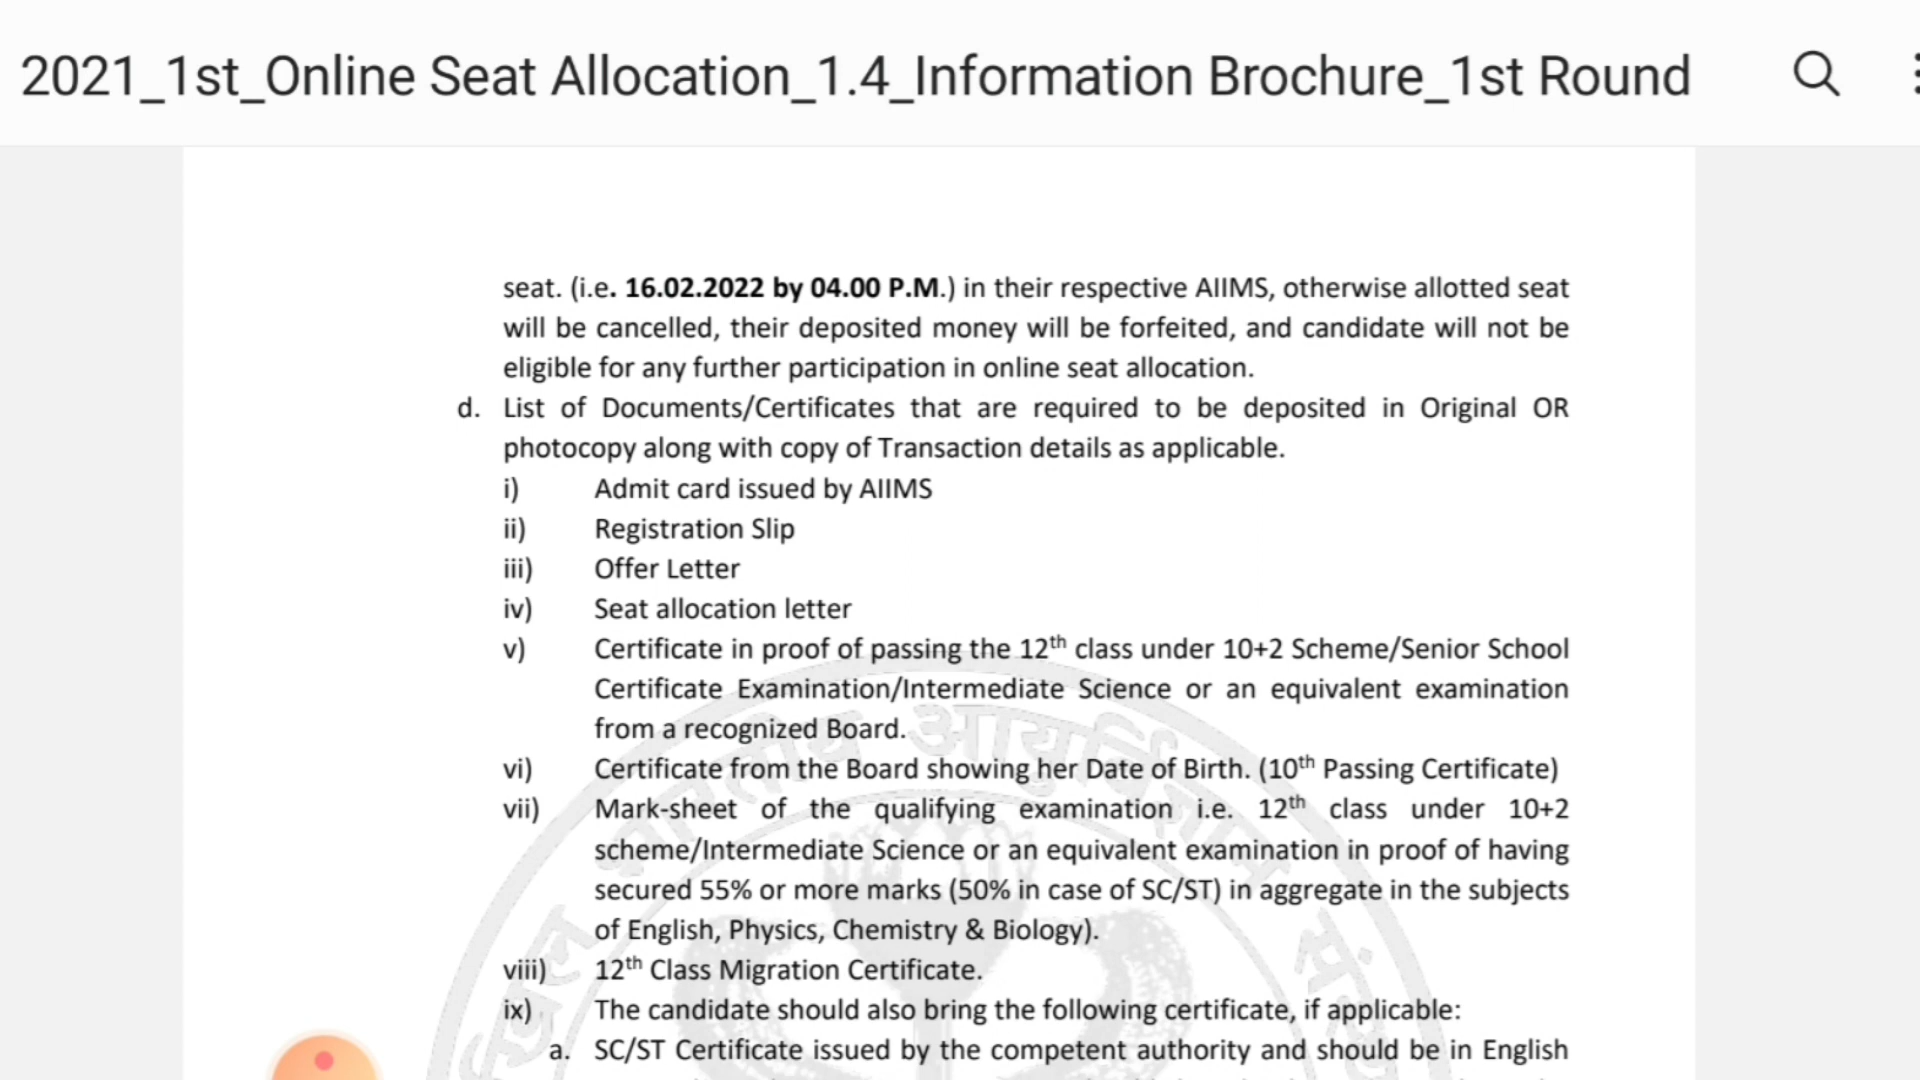 2021_1st_Online Seat Allocation_1.4_Information Brochure_1st Round
seat. (i.e. 16.02.2022 by 04.00 P.M.) in their respective AIIMS, otherwise allotted seat
will be cancelled, their deposited money will be forfeited, and candidate will not be
eligible for any further participation in online seat allocation.
d. List of Documents/Certificates that are required to be deposited in Original OR
photocopy along with copy of Transaction details as applicable.
i) Admit card issued by AIIMS
ii) Registration Slip
iii) Offer Letter
iv) Seat allocation letter
v) Certificate in proof of passing the 12th class under 10+2 Scheme/Senior School
Certificate Examination/Intermediate Science or an equivalent examination
from a recognized Board.
vi) Certificate from the Board showing her Date of Birth. (10th Passing Certificate)
vii) Mark-sheet of the qualifying examination i.e. 12th class under 10+2
scheme/Intermediate Science or an equivalent examination in proof of having
secured 55% or more marks (50% in case of SC/ST) in aggregate in the subjects
of English, Physics, Chemistry & Biology).
viii) 12th Class Migration Certificate.
ix) The candidate should also bring the following certificate, if applicable:
a. SC/ST Certificate issued by the competent authority and should be in English